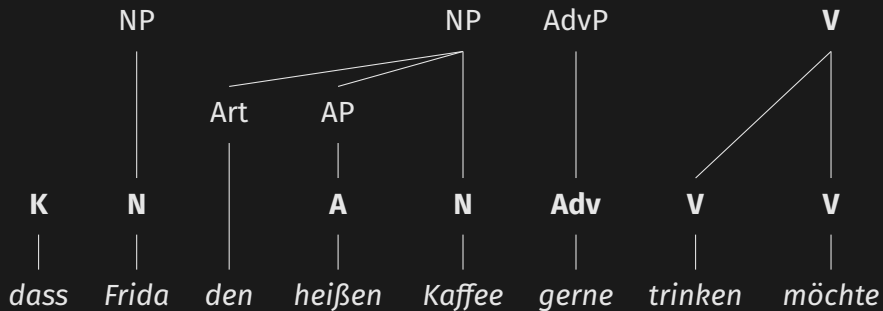 NP NP AdvP V
Art AP
K N A N Adv V V
dass Frida den heißen Kaffee gerne trinken möchte